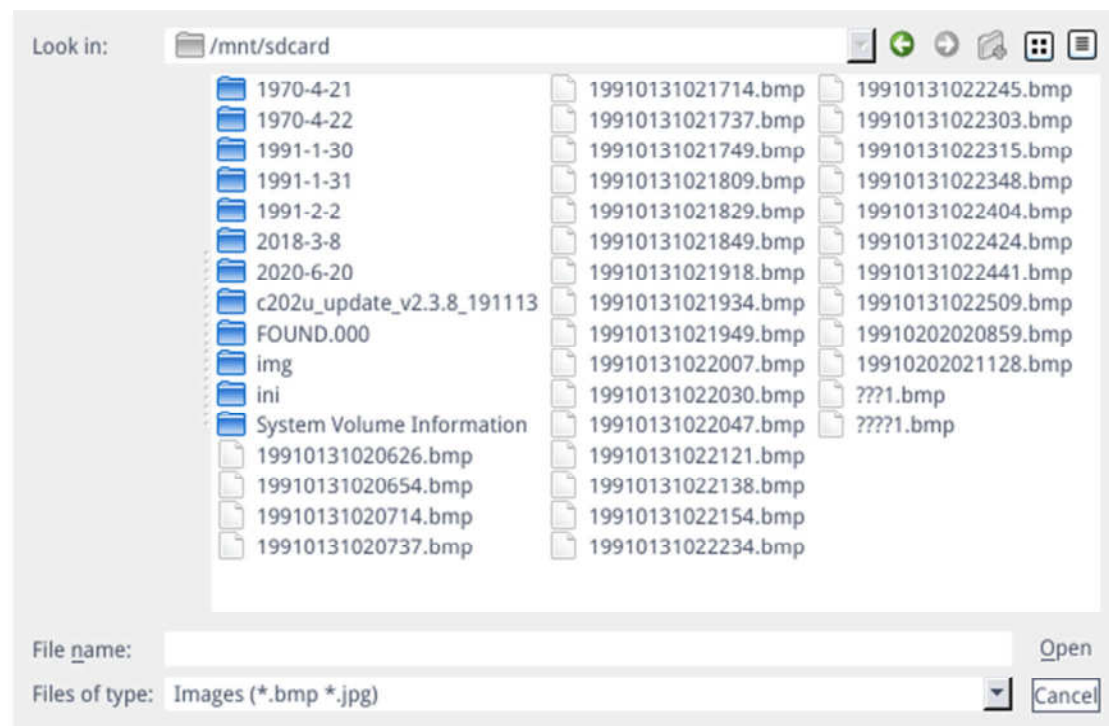 Look in: /mnt/sdcard
1970-4-21
1970-4-22
1991-1-30
1991-1-31
1991-2-2
2018-3-8
2020-6-20
c202u_update_v2.3.8_191113
FOUND.000
img
ini
System Volume Information
19910131020626.bmp
19910131020654.bmp
19910131020714.bmp
19910131020737.bmp
19910131021714.bmp
19910131021737.bmp
19910131021749.bmp
19910131021809.bmp
19910131021829.bmp
19910131021849.bmp
19910131021918.bmp
19910131021934.bmp
19910131021949.bmp
19910131022007.bmp
19910131022030.bmp
19910131022047.bmp
19910131022121.bmp
19910131022138.bmp
19910131022154.bmp
19910131022234.bmp
19910131022245.bmp
19910131022303.bmp
19910131022315.bmp
19910131022348.bmp
19910131022404.bmp
19910131022424.bmp
19910131022441.bmp
19910131022509.bmp
19910202020859.bmp
19910202021128.bmp
???1.bmp
????1.bmp
File name: Open
Files of type: Images (*.bmp *.jpg) Cancel